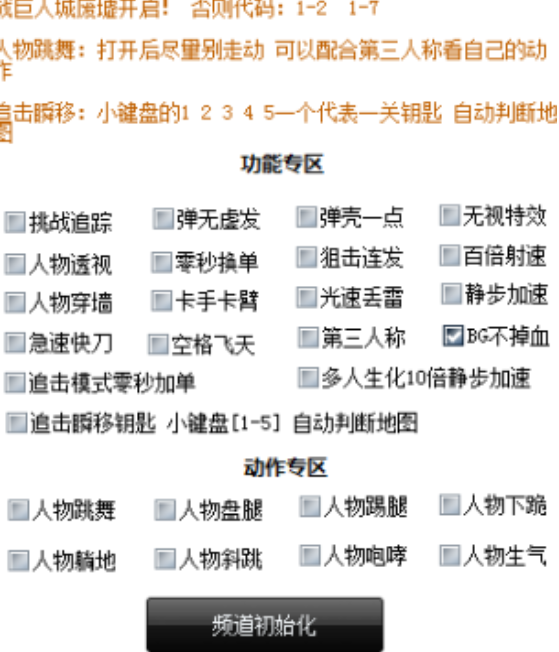 战巨人城废墟开启！ 否则代码：1-2 1-7
人物跳舞：打开后尽量别走动 可以配合第三人称看自己的动
作
追击瞬移：小键盘的1 2 3 4 5一个代表一关钥匙 自动判断地
图
功能专区
挑战追踪 弹无虚发 弹壳一点 无视特效
人物透视 零秒换单 狙击连发 百倍射速
人物穿墙 卡手卡臂 光速丢雷 静步加速
急速快刀 空格飞天 第三人称 BG不掉血
追击模式零秒加单 多人生化10倍静步加速
追击瞬移钥匙 小键盘[1-5] 自动判断地图
动作专区
人物跳舞 人物盘腿 人物踢腿 人物下跪
人物躺地 人物斜跳 人物咆哮 人物生气
频道初始化